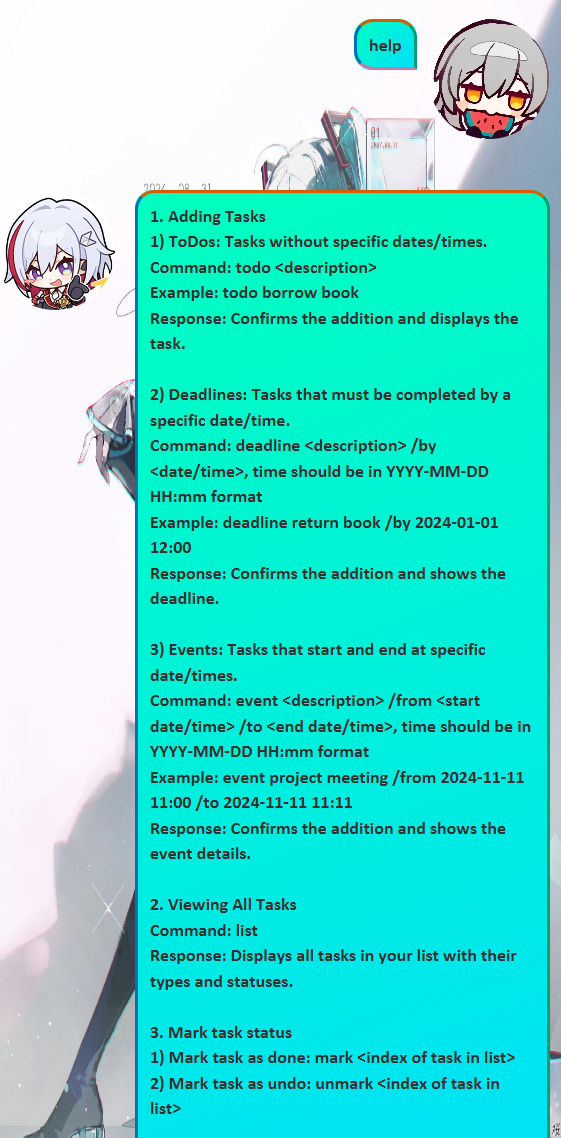 help
01
2024 08 31
1. Adding Tasks
1) ToDos: Tasks without specific dates/times.
Command: todo <description>
Example: todo borrow book
Response: Confirms the addition and displays the
task.
2) Deadlines: Tasks that must be completed by a
specific date/time.
Command: deadline <description> /by
<date/time>, time should be in YYYY-MM-DD
HH:mm format
Example: deadline return book /by 2024-01-01
12:00
Response: Confirms the addition and shows the
deadline.
3) Events: Tasks that start and end at specific
date/times.
Command: event <description> /from <start
date/time> /to <end date/time>, time should be in
YYYY-MM-DD HH:mm format
Example: event project meeting /from 2024-11-11
11:00 /to 2024-11-11 11:11
Response: Confirms the addition and shows the
event details.
2. Viewing All Tasks
Command: list
Response: Displays all tasks in your list with their
types and statuses.
3. Mark task status
1) Mark task as done: mark <index of task in list>
2) Mark task as undo: unmark <index of task in
list>